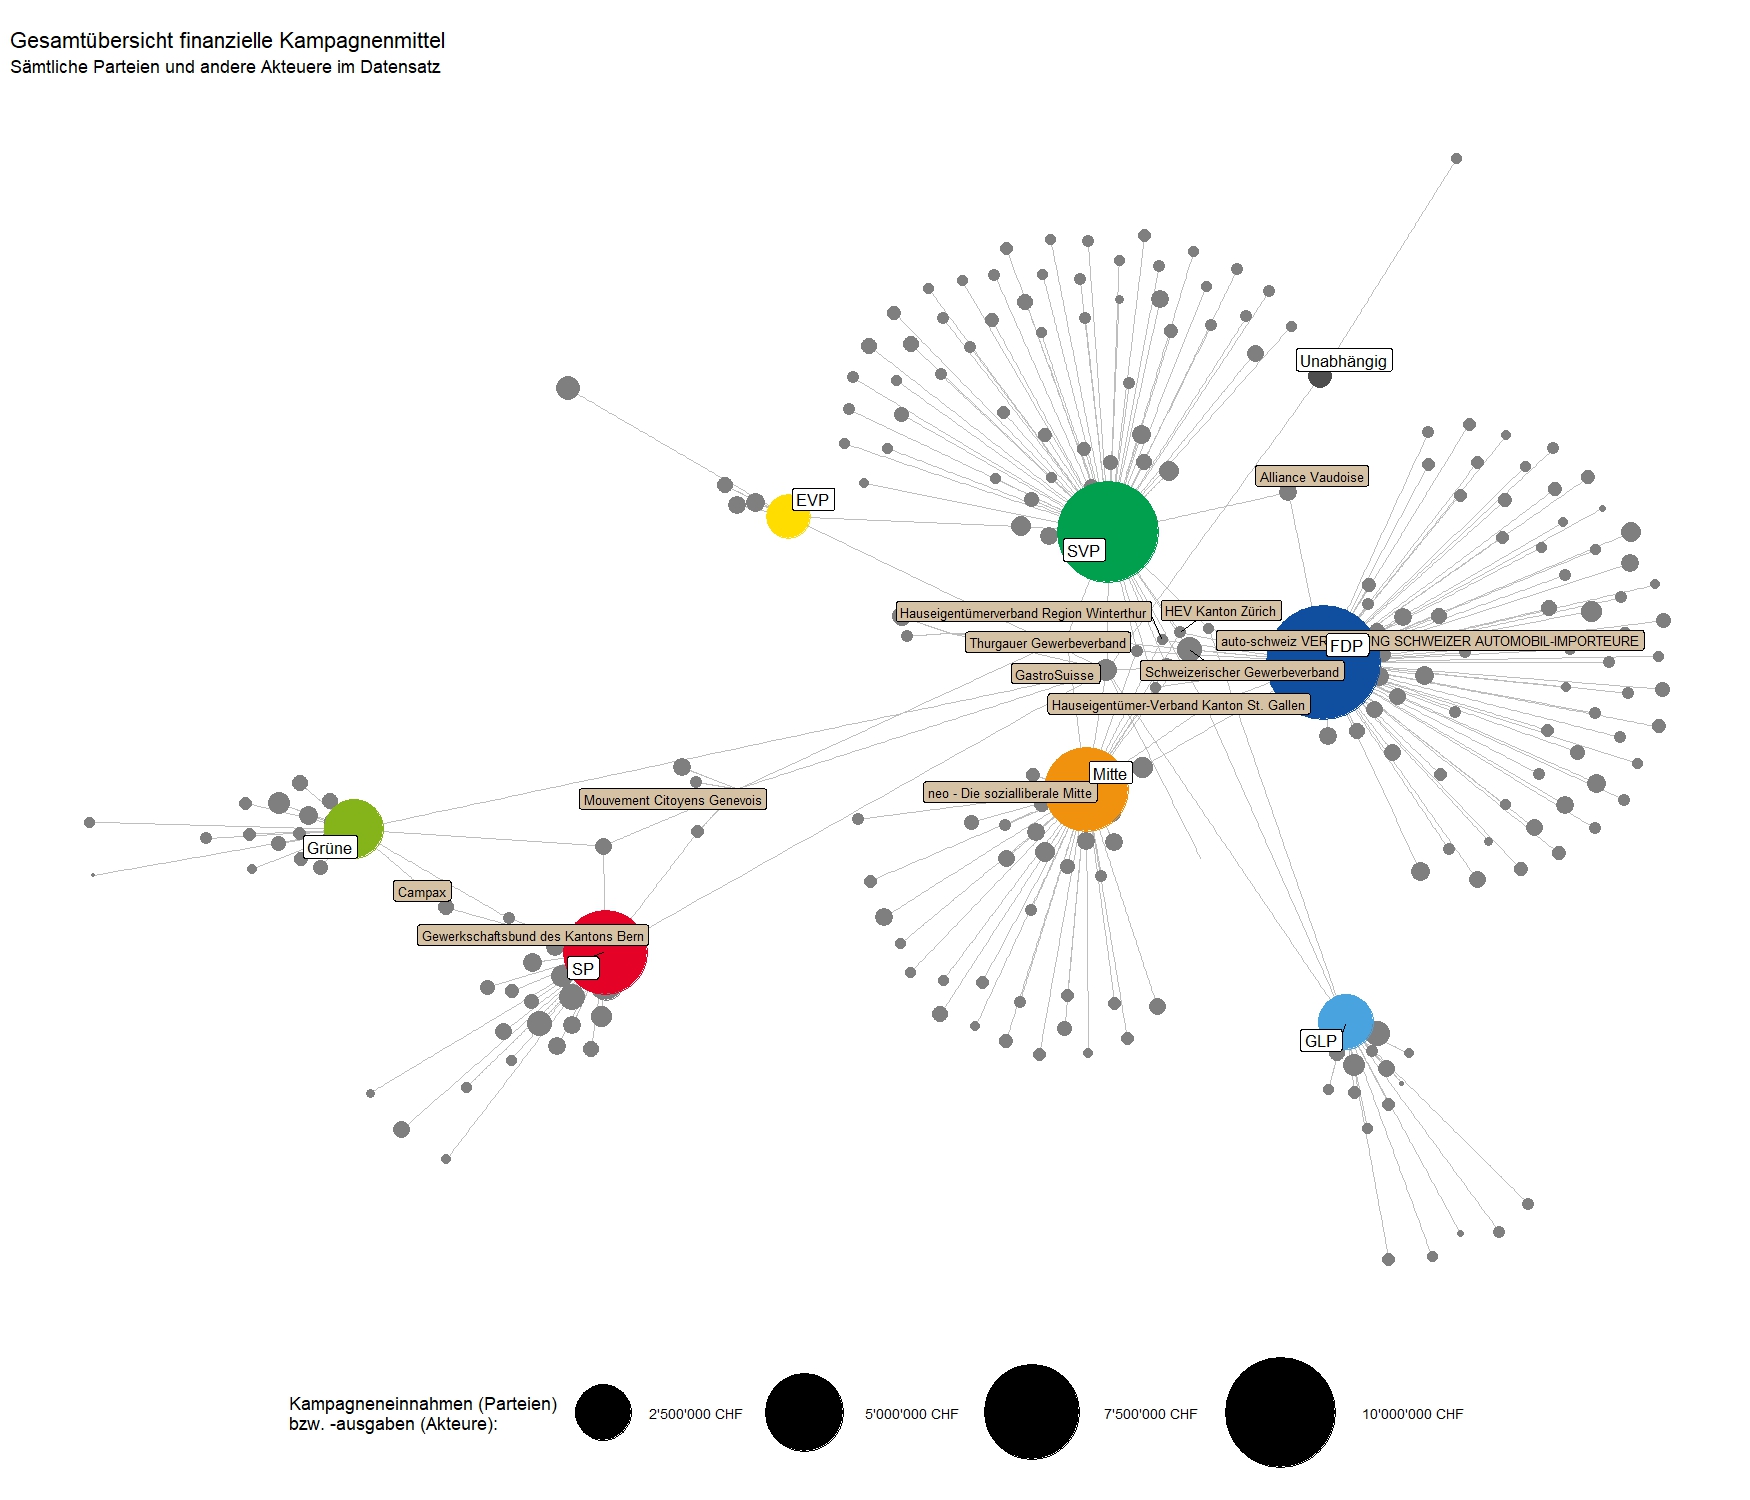 Gesamtübersicht finanzielle Kampagnenmittel
Sämtliche Parteien und andere Akteuere im Datensatz
Unabhängig
Alliance Vaudoise
EVP
SVP
Hauseigentümerverband Region Winterthur
HEV Kanton Zürich
Thurgauer Gewerbeverband
auto-schweiz VER
NG SCHWEIZER AUTOMOBIL-IMPORTEURE
FDP
GastroSuisse
Schweizerischer Gewerbeverband
Hauseigentümer-Verband Kanton St. Gallen
Mitte
neo - Die sozialliberale Mitte
Mouvement Citoyens Genevois
Grüne
Campax
Gewerkschaftsbund des Kantons Bern
SP
GLP
Kampagneneinnahmen (Parteien)
bzw. -ausgaben (Akteure):
2'500'000 CHF
5'000'000 CHF
7'500'000 CHF
10'000'000 CHF